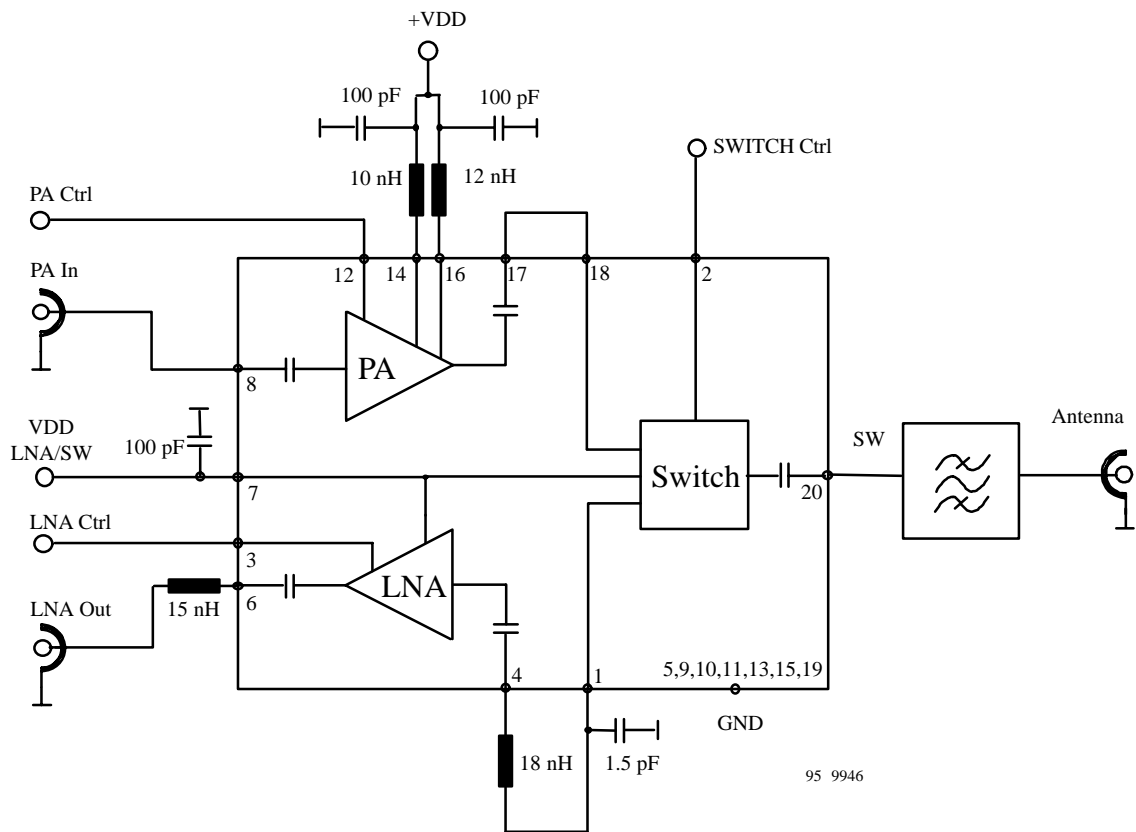 +VDD
100 pF 100 pF
SWITCH Ctrl
10 nH 12 nH
PA Ctrl
PA In
12 14 16 17 18 2
PA
8
VDD
LNA/SW
100 pF
7
Switch
20
SW
Antenna
LNA Ctrl
3
LNA
6
15 nH
LNA Out
4 1
5,9,10,11,13,15,19
GND
18 nH 1.5 pF
95 9946